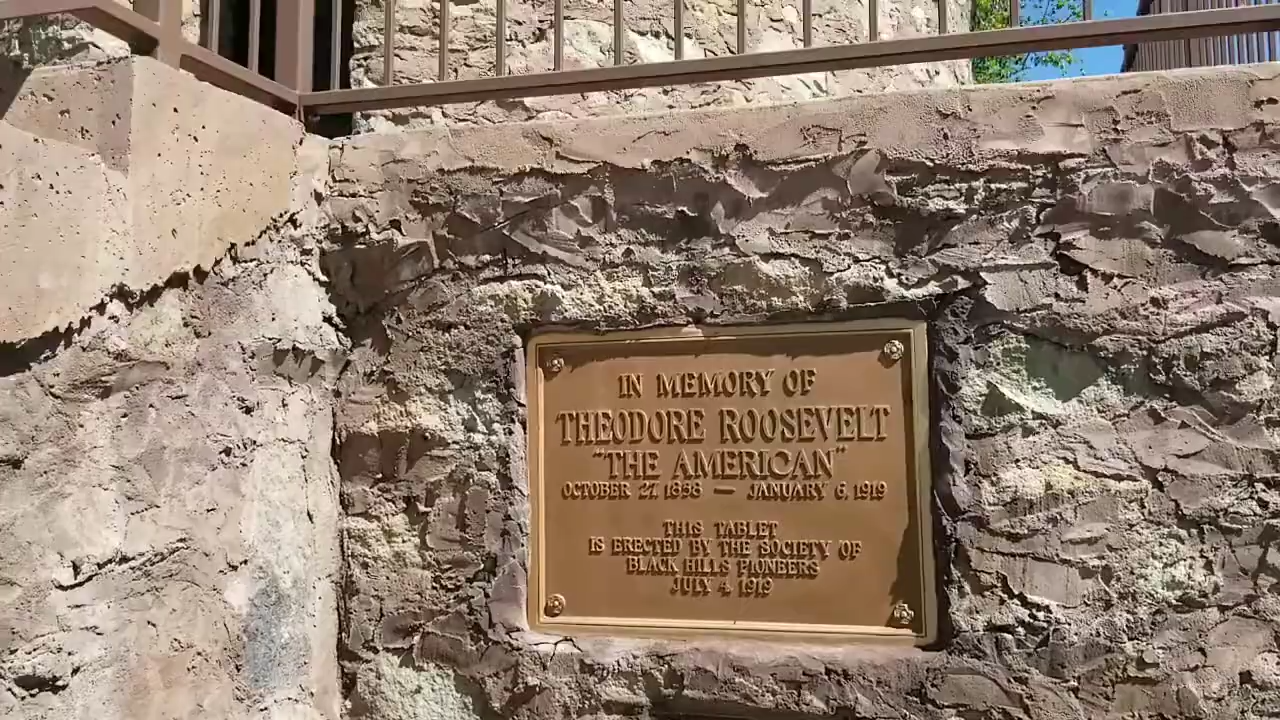 IN MEMORY OF
THEODORE ROOSEVELT
"THE AMERICAN"
OCTOBER 27, 1858 — JANUARY 6, 1919
THIS TABLET
IS ERECTED BY THE SOCIETY OF
BLACK HILLS PIONEERS
JULY 4, 1919